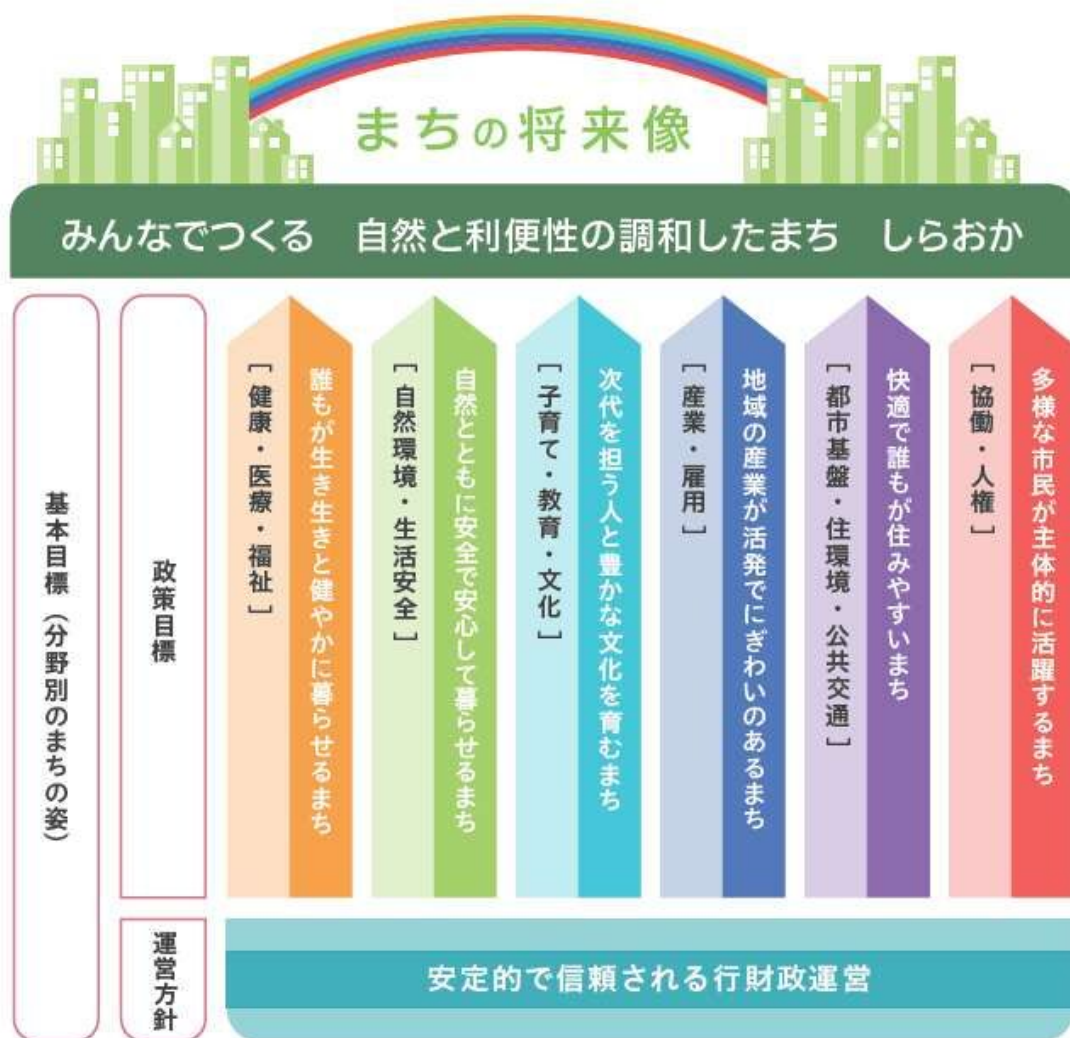 まちの将来像
みんなでつくる　自然と利便性の調和したまち　しらおか
基本目標（分野別のまちの姿）
政策目標
［健康・医療・福祉］
誰もが生き生きと健やかに暮らせるまち
［自然環境・生活安全］
自然とともに安全で安心して暮らせるまち
［子育て・教育・文化］
次代を担う人と豊かな文化を育むまち
［産業・雇用］
地域の産業が活発でにぎわいのあるまち
［都市基盤・住環境・公共交通］
快適で誰もが住みやすいまち
［協働・人権］
多様な市民が主体的に活躍するまち
運営方針
安定的で信頼される行財政運営